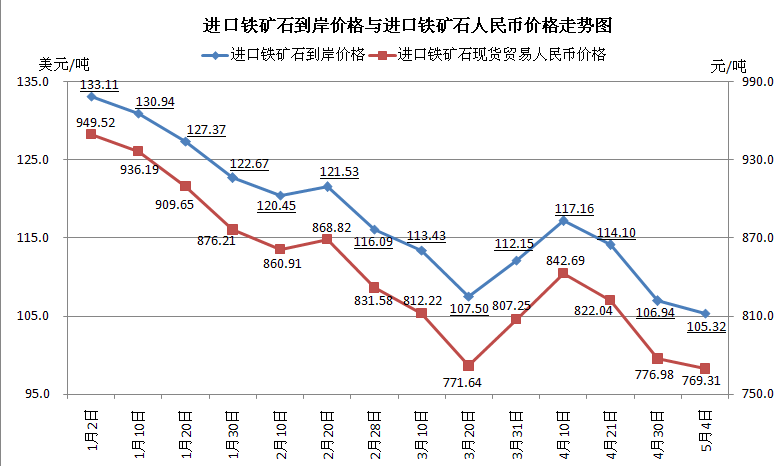 进口铁矿石到岸价格与进口铁矿石人民币价格走势图
美元/吨
进口铁矿石到岸价格
进口铁矿石现货贸易人民币价格
元/吨
135.0
125.0
115.0
105.0
95.0
133.11
130.94
127.37
122.67
120.45
121.53
116.09
113.43
107.50
112.15
117.16
114.10
106.94
105.32
949.52
936.19
909.65
876.21
860.91
868.82
831.58
812.22
771.64
807.25
842.69
822.04
776.98
769.31
990.0
930.0
870.0
810.0
750.0
1月2日
1月10日
1月20日
1月30日
2月10日
2月20日
2月28日
3月10日
3月20日
3月31日
4月10日
4月21日
4月30日
5月4日